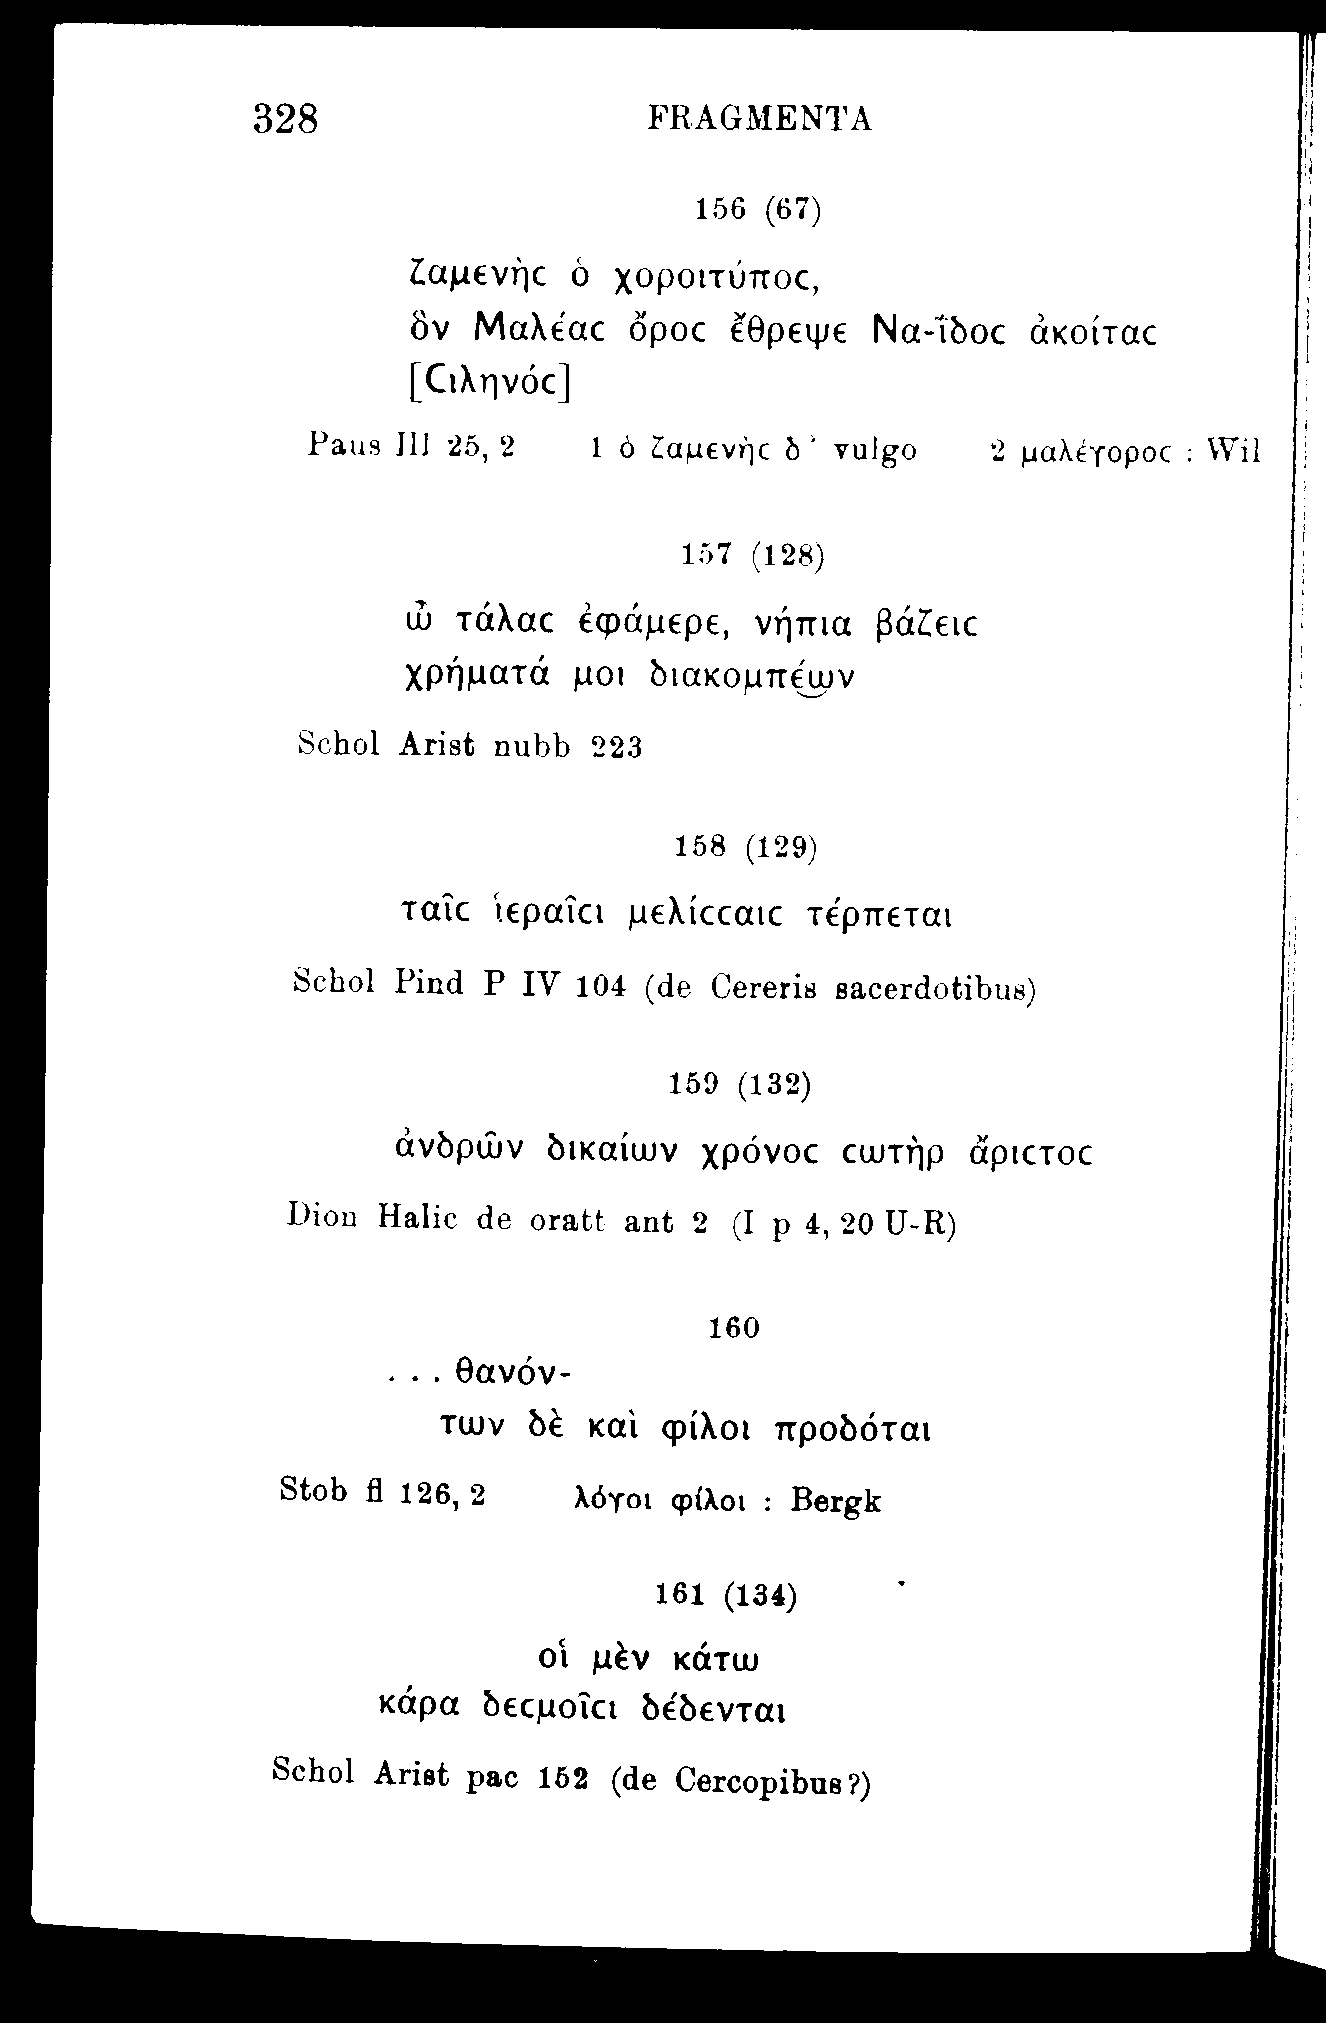 328 FRAGMENTA
156 (67)
ζαμενὴϲ ὁ χοροιτύποϲ,
ὃν Μαλέαϲ ὄροϲ ἔθρεψε Να-ΐδοϲ ἀκοίταϲ
[Ϲιληνόϲ]
Paus III 25, 2 1 ὁ ζαμενὴϲ δ᾽ vulgo 2 μαλέγοροϲ : Wil
157 (128)
ὦ τάλαϲ ἐφάμερε, νήπια βάζειϲ
χρήματά μοι διακομπέ͜ων
Schol Arist nubb 223
158 (129)
ταῖϲ ἱεραῖϲι μελίϲϲαιϲ τέρπεται
Schol Pind P IV 104 (de Cereris sacerdotibus)
159 (132)
ἀνδρῶν δικαίων χρόνοϲ ϲωτὴρ ἄριϲτοϲ
Dion Halic de oratt ant 2 (I p 4, 20 U-R)
160
. . . θανόν-
των δὲ καὶ φίλοι προδόται
Stob fl 126, 2 λόγοι φίλοι : Bergk
161 (134)
οἱ μὲν κάτω
κάρα δεϲμοῖϲι δέδενται
Schol Arist pac 152 (de Cercopibus?)